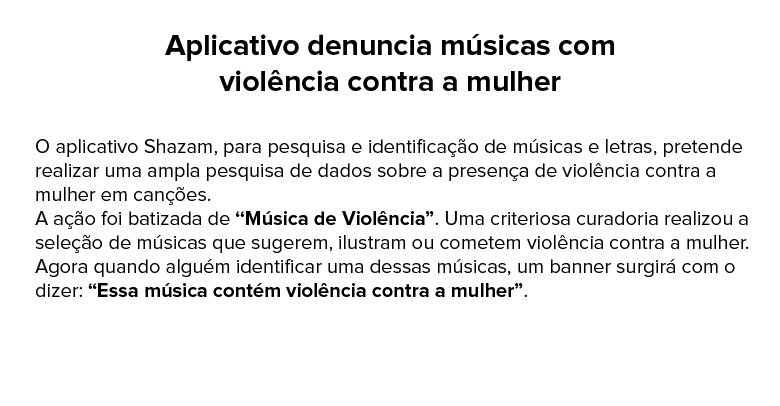 Aplicativo denuncia músicas com
violência contra a mulher
O aplicativo Shazam, para pesquisa e identificação de músicas e letras, pretende
realizar uma ampla pesquisa de dados sobre a presença de violência contra a
mulher em canções.
A ação foi batizada de “Música de Violência”. Uma criteriosa curadoria realizou a
seleção de músicas que sugerem, ilustram ou cometem violência contra a mulher.
Agora quando alguém identificar uma dessas músicas, um banner surgirá com o
dizer: “Essa música contém violência contra a mulher”.